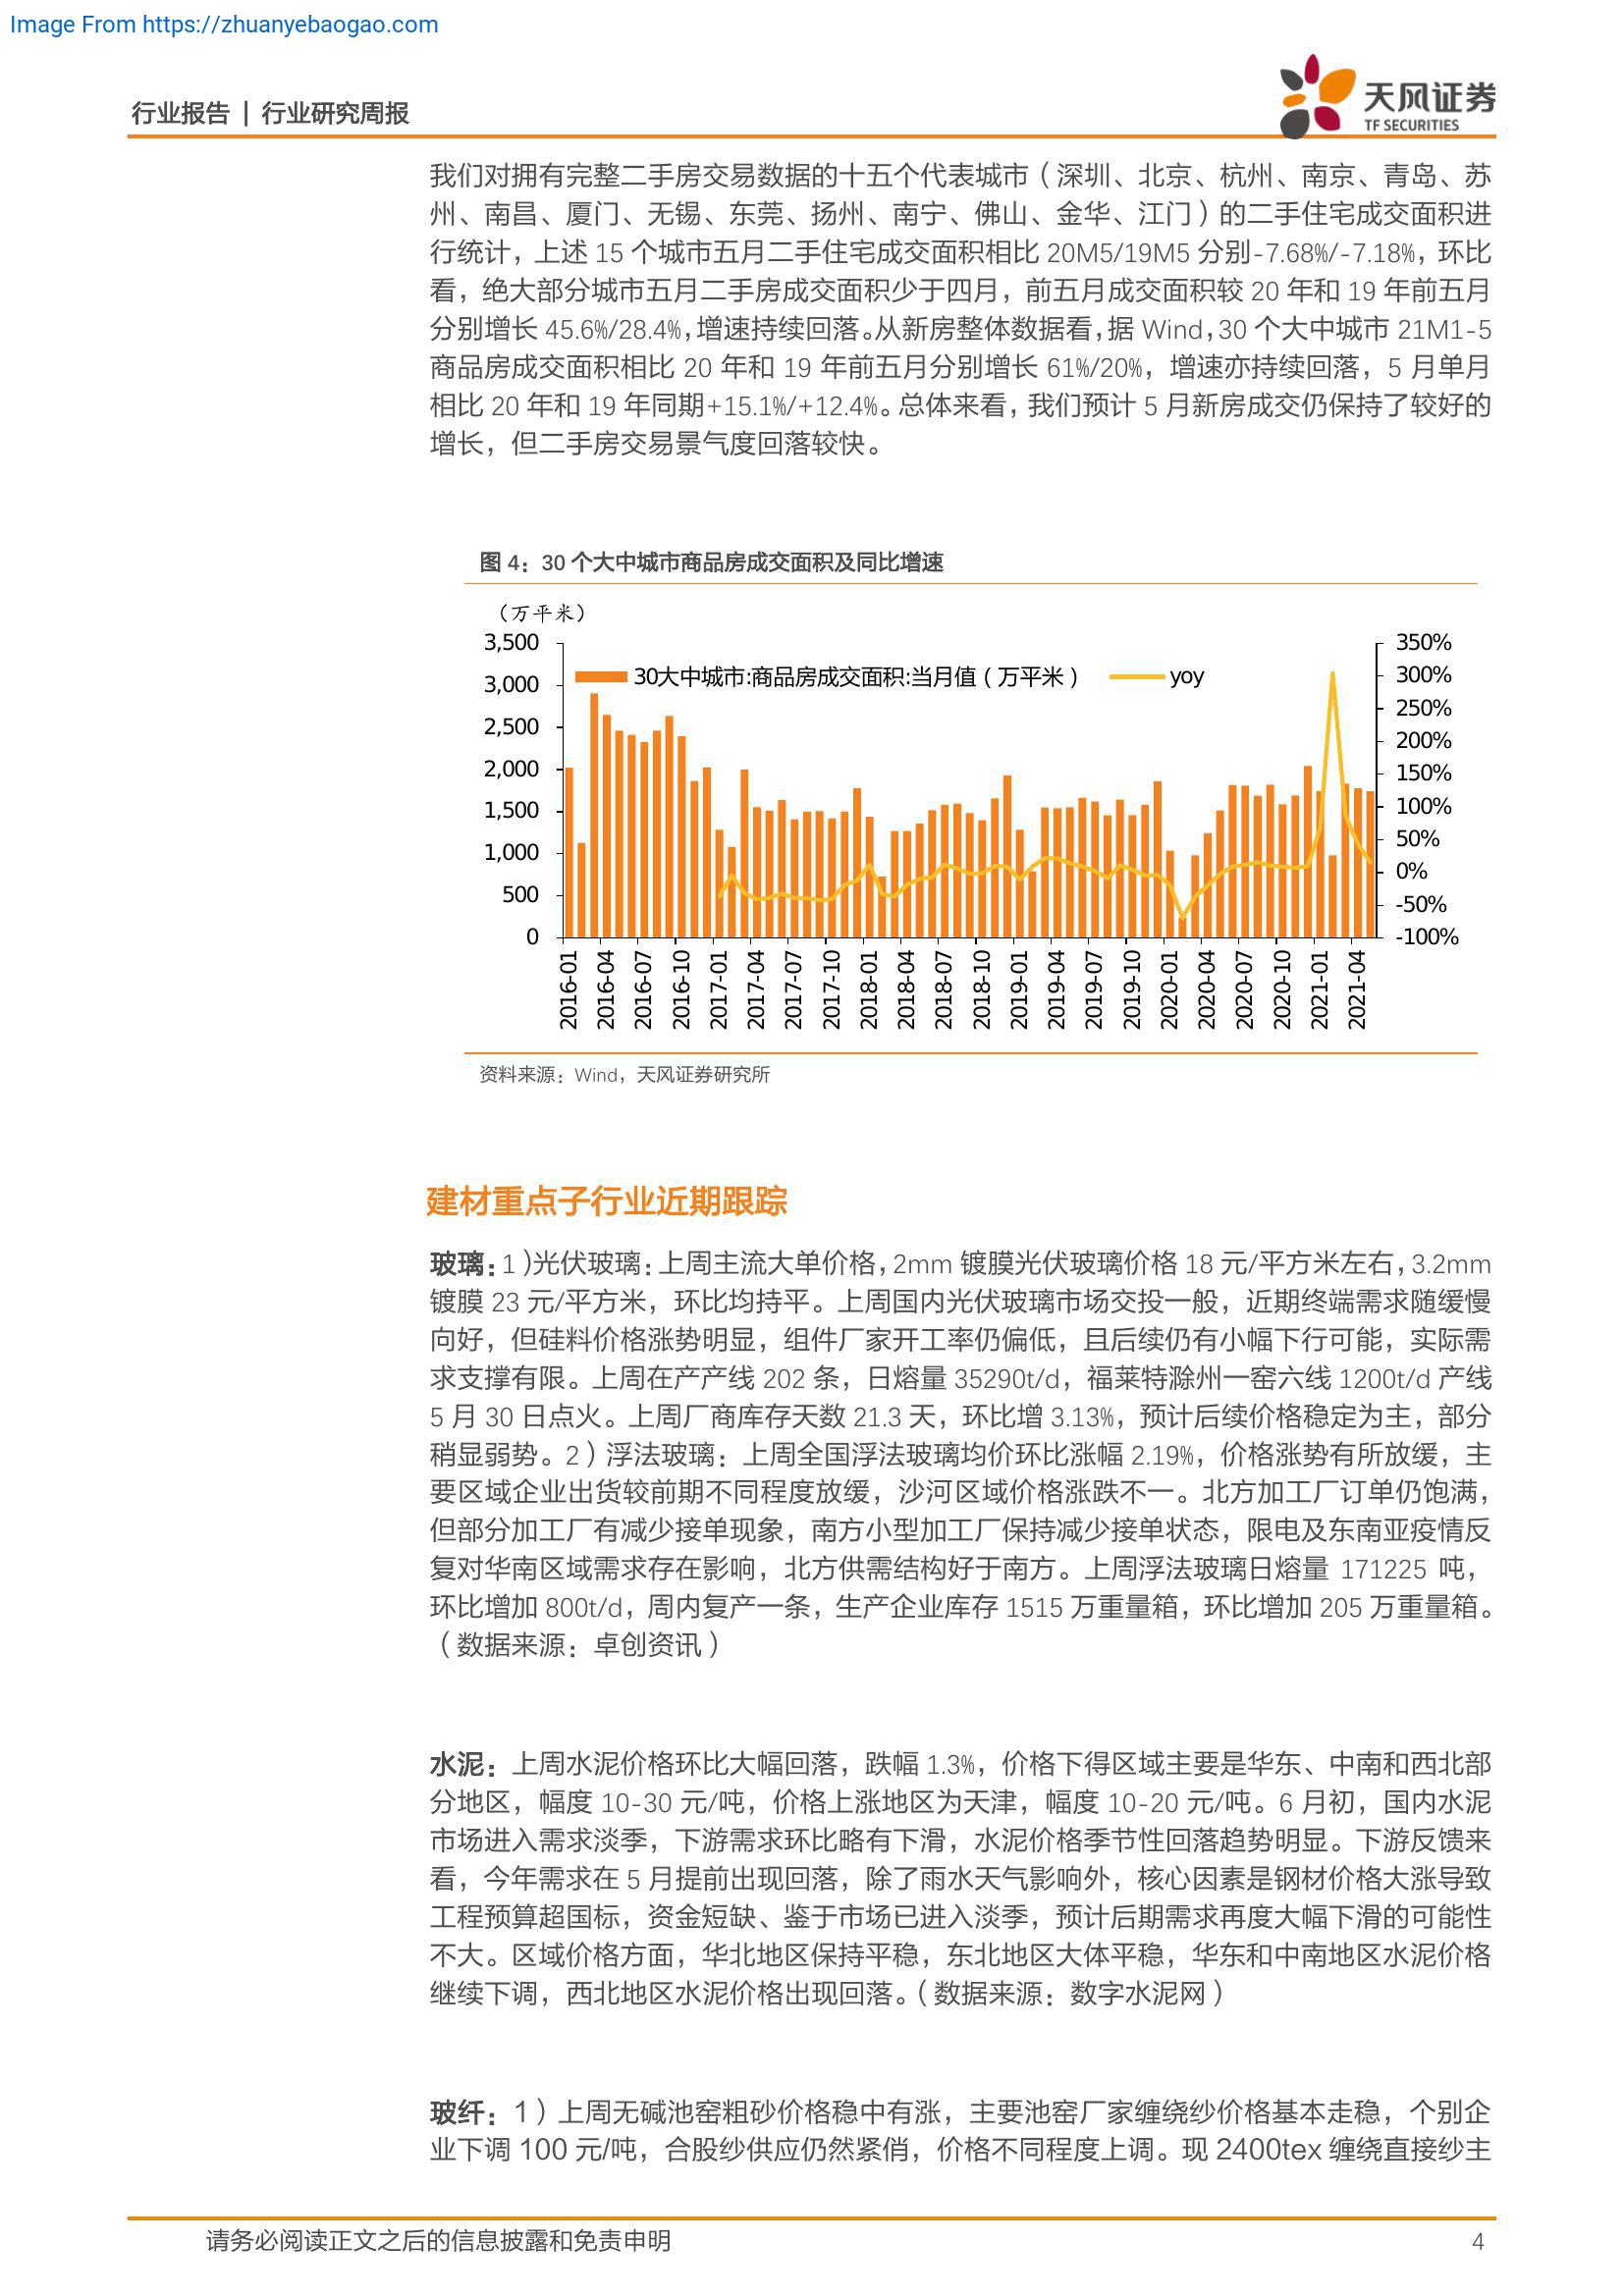 Image From https://zhuanyebaogao.com
行业报告 | 行业研究周报
天风证券
TF SECURITIES
我们对拥有完整二手房交易数据的十五个代表城市（深圳、北京、杭州、南京、青岛、苏
州、南昌、厦门、无锡、东莞、扬州、南宁、佛山、金华、江门）的二手住宅成交面积进
行统计，上述 15 个城市五月二手住宅成交面积相比 20M5/19M5 分别-7.68%/-7.18%，环比
看，绝大部分城市五月二手房成交面积少于四月，前五月成交面积较 20 年和 19 年前五月
分别增长 45.6%/28.4%，增速持续回落。从新房整体数据看，据 Wind，30 个大中城市 21M1-5
商品房成交面积相比 20 年和 19 年前五月分别增长 61%/20%，增速亦持续回落，5 月单月
相比 20 年和 19 年同期+15.1%/+12.4%。总体来看，我们预计 5 月新房成交仍保持了较好的
增长，但二手房交易景气度回落较快。
图 4：30 个大中城市商品房成交面积及同比增速
（万平米）
30大中城市:商品房成交面积:当月值（万平米）
yoy
3,500
3,000
2,500
2,000
1,500
1,000
500
0
350%
300%
250%
200%
150%
100%
50%
0%
-50%
-100%
2016-01
2016-04
2016-07
2016-10
2017-01
2017-04
2017-07
2017-10
2018-01
2018-04
2018-07
2018-10
2019-01
2019-04
2019-07
2019-10
2020-01
2020-04
2020-07
2020-10
2021-01
2021-04
资料来源：Wind，天风证券研究所
建材重点子行业近期跟踪
玻璃：1）光伏玻璃：上周主流大单价格，2mm 镀膜光伏玻璃价格 18 元/平方米左右，3.2mm
镀膜 23 元/平方米，环比均持平。上周国内光伏玻璃市场交投一般，近期终端需求随缓慢
向好，但硅料价格涨势明显，组件厂家开工率仍偏低，且后续仍有小幅下行可能，实际需
求支撑有限。上周在产产线 202 条，日熔量 35290t/d，福莱特滁州一窑六线 1200t/d 产线
5 月 30 日点火。上周厂商库存天数 21.3 天，环比增 3.13%，预计后续价格稳定为主，部分
稍显弱势。2）浮法玻璃：上周全国浮法玻璃均价环比涨幅 2.19%，价格涨势有所放缓，主
要区域企业出货较前期不同程度放缓，沙河区域价格涨跌不一。北方加工厂订单仍饱满，
但部分加工厂有减少接单现象，南方小型加工厂保持减少接单状态，限电及东南亚疫情反
复对华南区域需求存在影响，北方供需结构好于南方。上周浮法玻璃日熔量 171225 吨，
环比增加 800t/d，周内复产一条，生产企业库存 1515 万重量箱，环比增加 205 万重量箱。
（数据来源：卓创资讯）
水泥：上周水泥价格环比大幅回落，跌幅 1.3%，价格下得区域主要是华东、中南和西北部
分地区，幅度 10-30 元/吨，价格上涨地区为天津，幅度 10-20 元/吨。6 月初，国内水泥
市场进入需求淡季，下游需求环比略有下滑，水泥价格季节性回落趋势明显。下游反馈来
看，今年需求在 5 月提前出现回落，除了雨水天气影响外，核心因素是钢材价格大涨导致
工程预算超国标，资金短缺、鉴于市场已进入淡季，预计后期需求再度大幅下滑的可能性
不大。区域价格方面，华北地区保持平稳，东北地区大体平稳，华东和中南地区水泥价格
继续下调，西北地区水泥价格出现回落。（数据来源：数字水泥网）
玻纤：1）上周无碱池窑粗砂价格稳中有涨，主要池窑厂家缠绕纱价格基本走稳，个别企
业下调 100 元/吨，合股纱供应仍然紧俏，价格不同程度上调。现 2400tex 缠绕直接纱主
请务必阅读正文之后的信息披露和免责申明
4